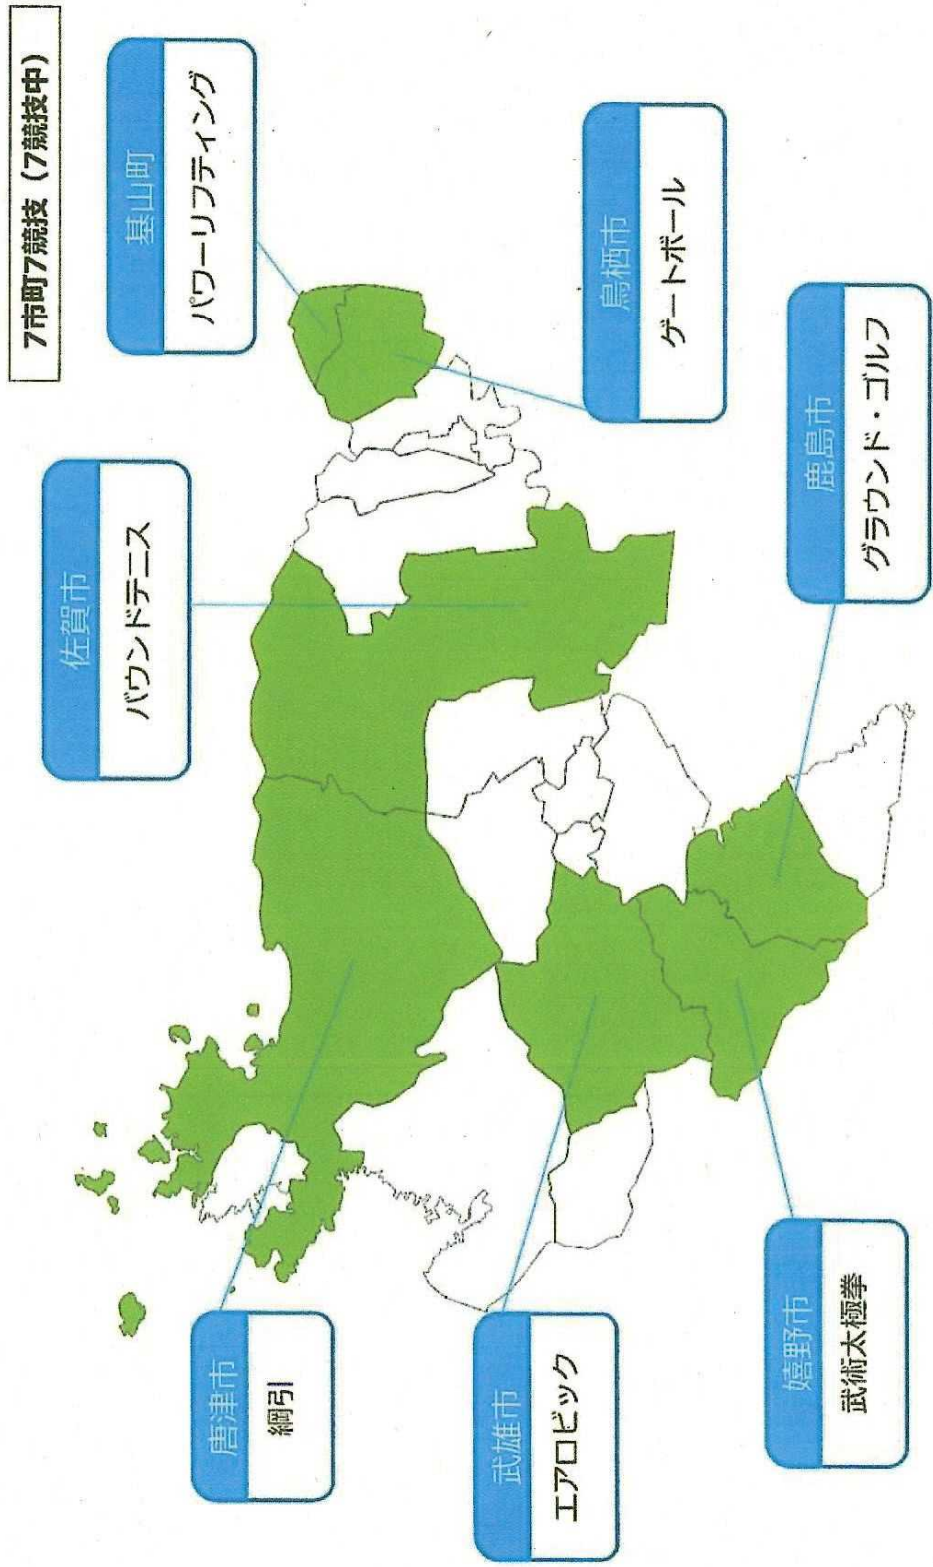 7市町7競技（7競技中）
唐津市
綱引
佐賀市
バウンドテニス
基山町
パワーリフティング
鳥栖市
ゲートボール
武雄市
エアロビック
嬉野市
武術太極拳
鹿島市
グラウンド・ゴルフ